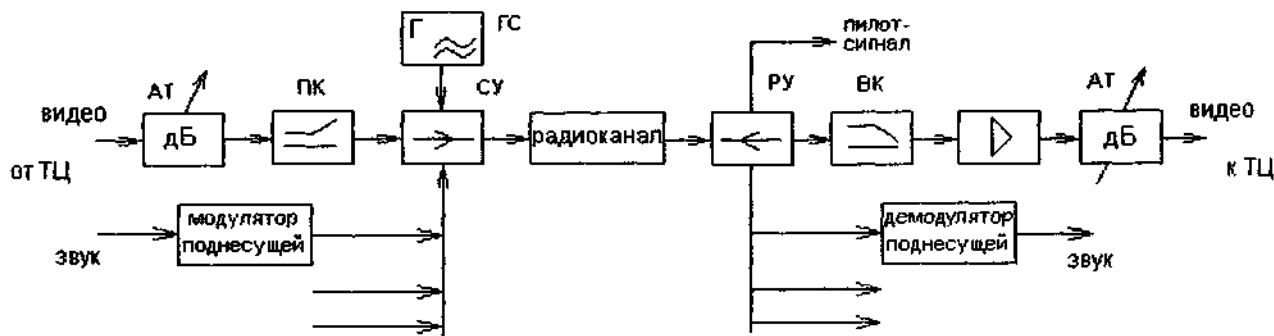 Г
ГС
пилот-
сигнал
АТ
ПК
СУ
РУ
ВК
АТ
видео
дБ
радиоканал
дБ
видео
от ТЦ
к ТЦ
модулятор
поднесущей
демодулятор
поднесущей
звук
звук